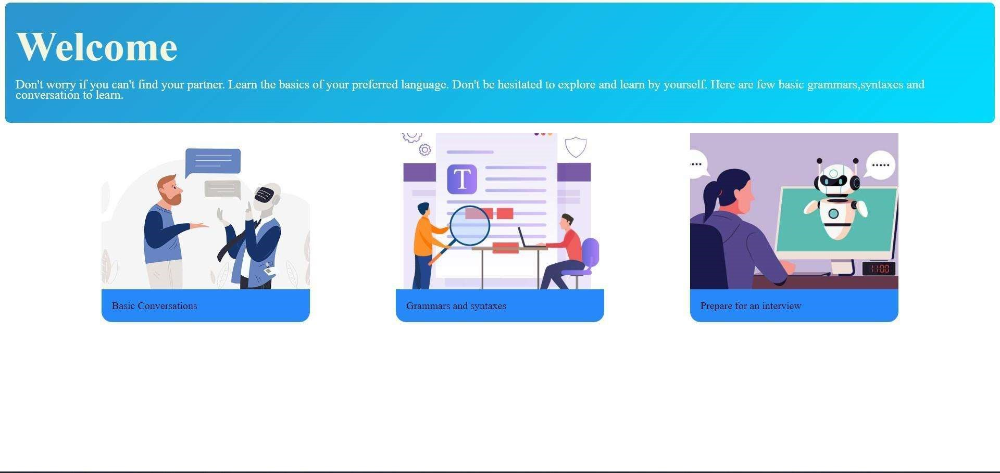 Welcome
Don't worry if you can't find your partner. Learn the basics of your preferred language. Don't be hesitated to explore and learn by yourself. Here are few basic grammars,syntaxes and
conversation to learn.
T
11:00
Basic Conversations
Grammars and syntaxes
Prepare for an interview